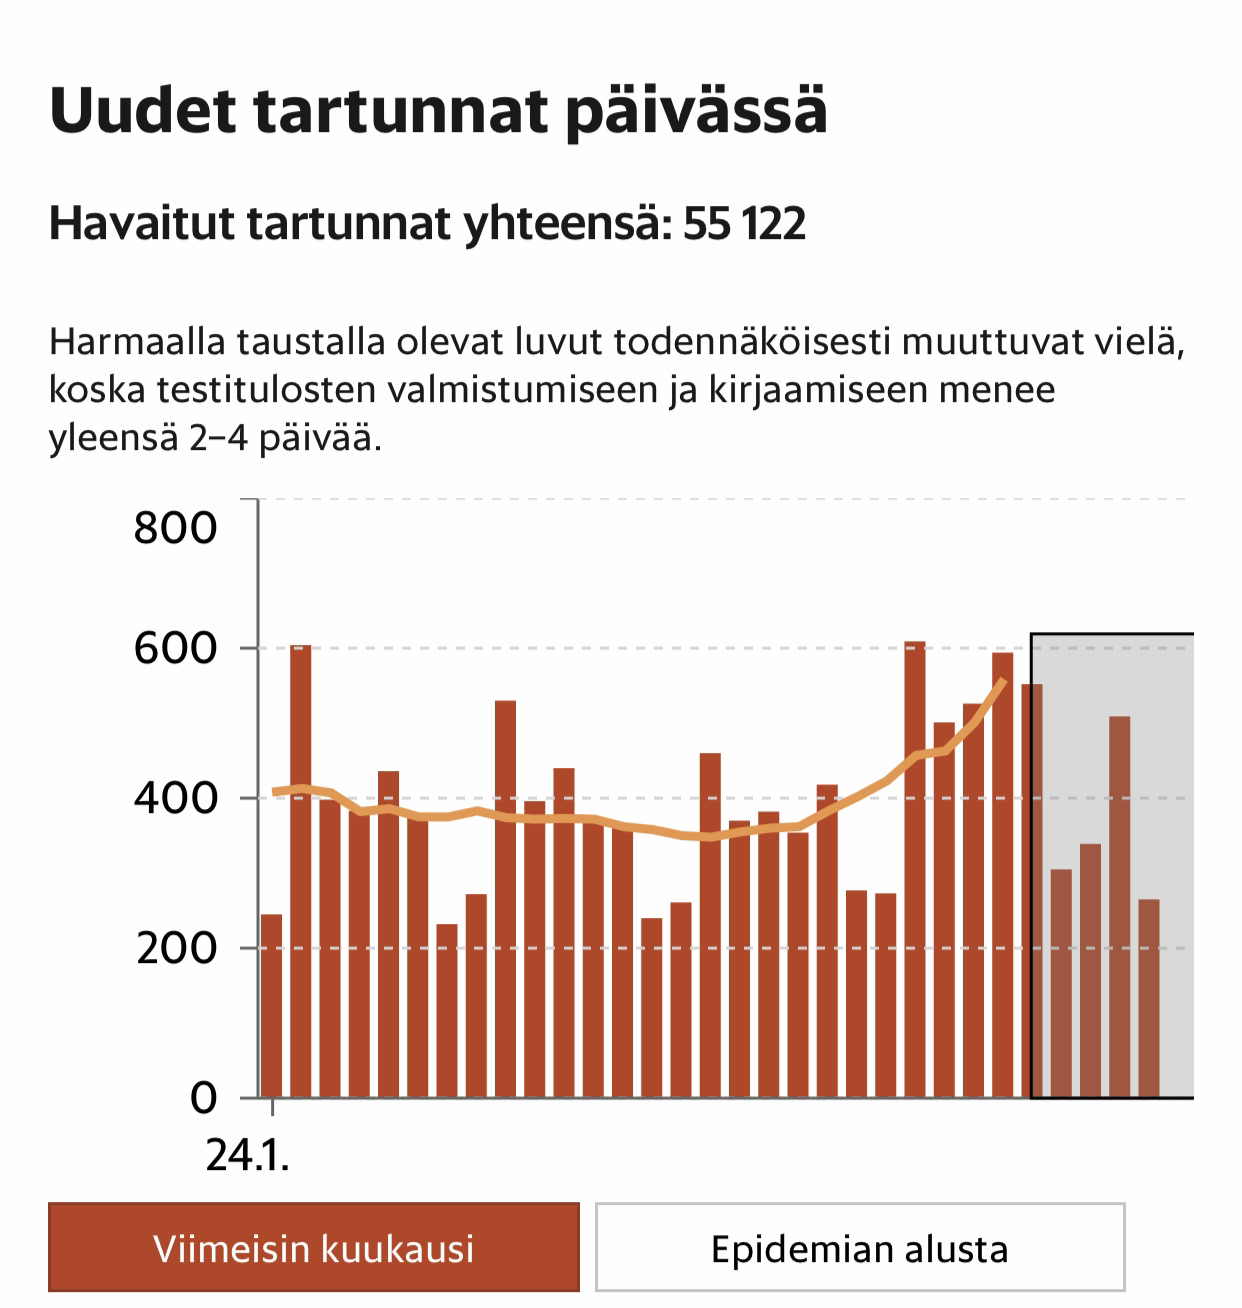 Uudet tartunnat päivässä
Havaitut tartunnat yhteensä: 55 122
Harmaalla taustalla olevat luvut todennäköisesti muuttuvat vielä,
koska testitulosten valmistumiseen ja kirjaamiseen menee
yleensä 2–4 päivää.
800
600
400
200
0
24.1.
Viimeisin kuukausi
Epidemian alusta